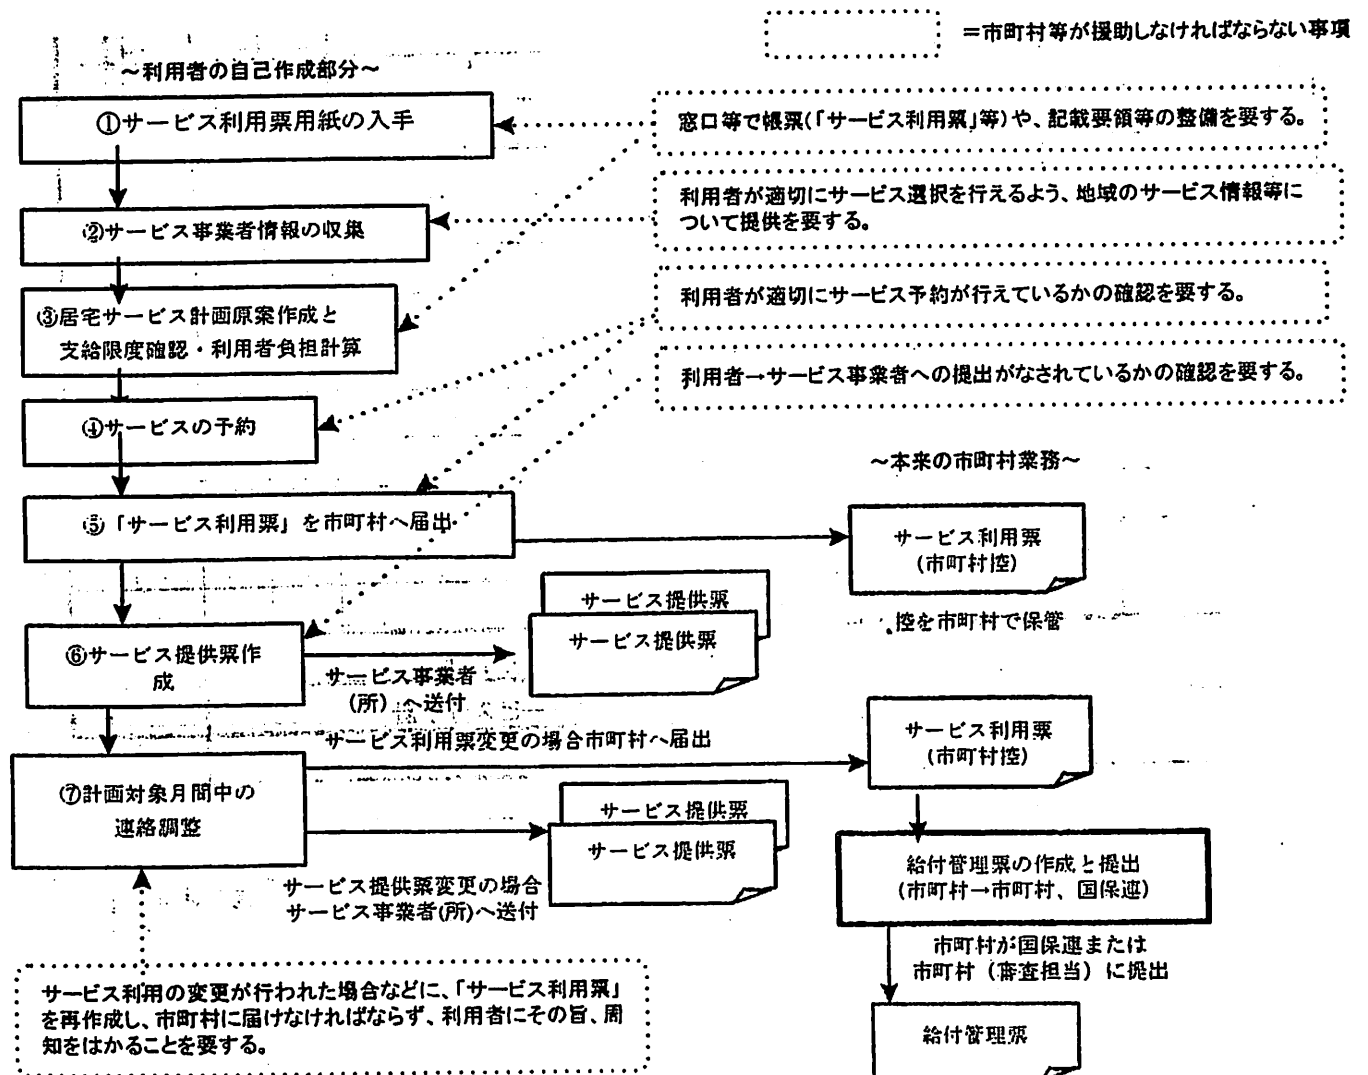 ＝市町村等が援助しなければならない事項
～利用者の自己作成部分～
①サービス利用票用紙の入手
窓口等で帳票(「サービス利用票」等)や、記載要領等の整備を要する。
利用者が適切にサービス選択を行えるよう、地域のサービス情報等に
ついて提供を要する。
②サービス事業者情報の収集
利用者が適切にサービス予約が行えているかの確認を要する。
③居宅サービス計画原案作成と
支給限度確認・利用者負担計算
利用者→サービス事業者への提出がなされているかの確認を要する。
④サービスの予約
～本来の市町村業務～
⑤「サービス利用票」を市町村へ届出
サービス利用票
(市町村控)
控を市町村で保管
⑥サービス提供票作
成
サービス事業者
(所)へ送付
サービス提供票
サービス提供票
サービス利用票変更の場合市町村へ届出
サービス利用票
(市町村控)
⑦計画対象月間中の
連絡調整
サービス提供票
サービス提供票
サービス提供票変更の場合
サービス事業者(所)へ送付
給付管理票の作成と提出
(市町村→市町村、国保連)
市町村が国保連または
市町村（審査担当）に提出
給付管理票
サービス利用の変更が行われた場合などに、「サービス利用票」
を再作成し、市町村に届けなければならず、利用者にその旨、周
知をはかることを要する。